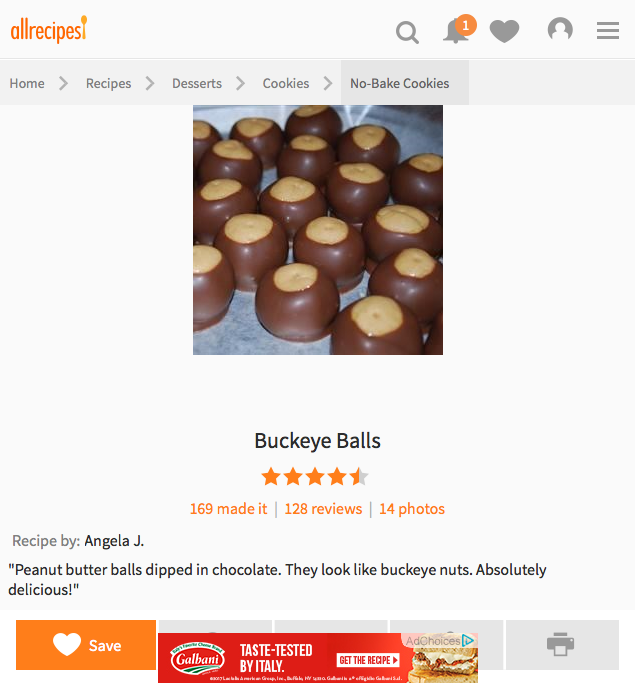 allrecipes
1
Home
Recipes
Desserts
Cookies
No-Bake Cookies
Buckeye Balls
169 made it | 128 reviews | 14 photos
Recipe by: Angela J.
"Peanut butter balls dipped in chocolate. They look like buckeye nuts. Absolutely
delicious!"
Save
Galbani
TASTE-TESTED
BY ITALY.
GET THE RECIPE
AdChoices